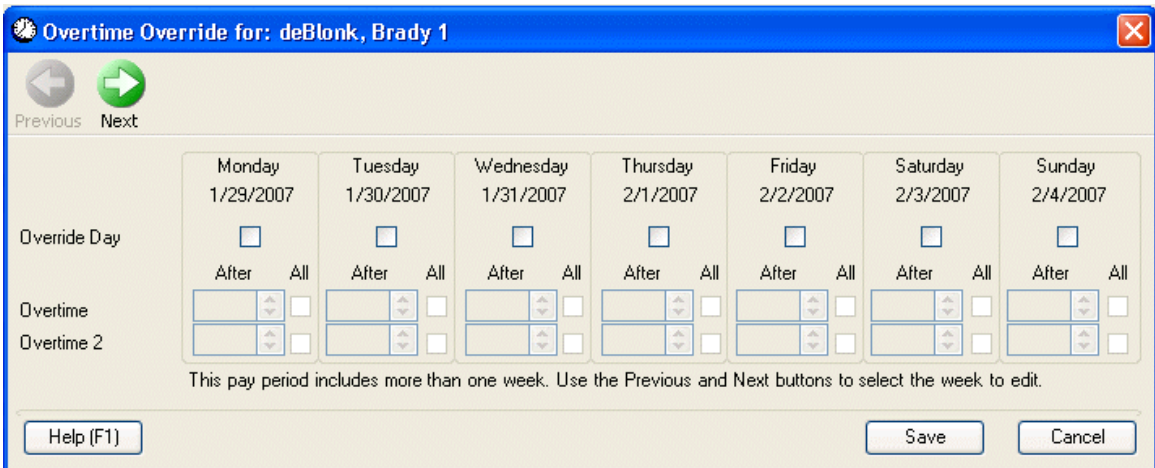 Overtime Override for: deBlonk, Brady 1
Previous Next
Monday Tuesday Wednesday Thursday Friday Saturday Sunday
1/29/2007 1/30/2007 1/31/2007 2/1/2007 2/2/2007 2/3/2007 2/4/2007
Override Day
After All After All After All After All After All After All After All
Overtime
Overtime 2
This pay period includes more than one week. Use the Previous and Next buttons to select the week to edit.
Help (F1) Save Cancel